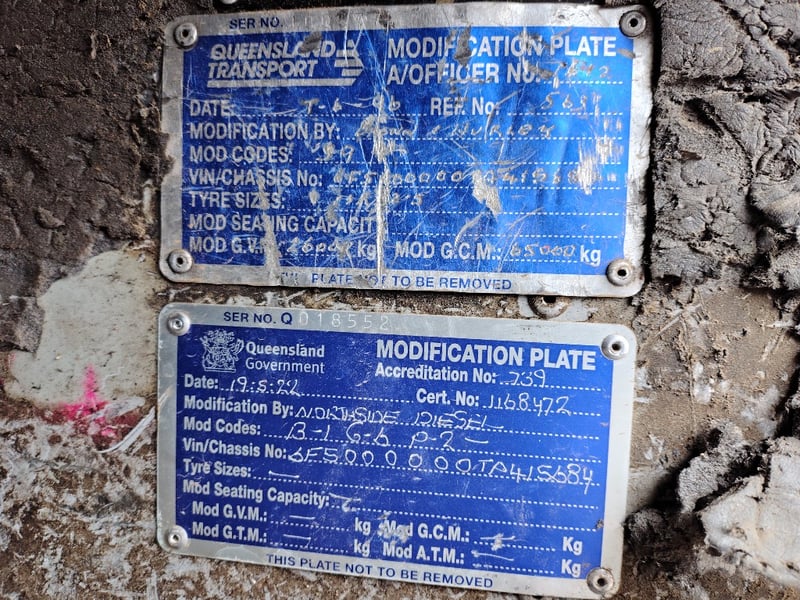 SER NO.
QUEENSLAND TRANSPORT
MODIFICATION PLATE
A/OFFICER No.
DATE: REF. No.
MODIFICATION BY:
MOD CODES:
VIN/CHASSIS No:
TYRE SIZES:
MOD SEATING CAPACITY
MOD G.V.M. kg MOD G.C.M.: 65000 kg
PLATE NOT TO BE REMOVED
SER NO. Q 018552
Queensland Government
MODIFICATION PLATE
Accreditation No: 739
Date: 19.5.22 Cert. No: 1168472
Modification By: NORTHSIDE DIESEL
Mod Codes: B-1 G-6 P-2 -
Vin/Chassis No: 6F5000000TA415684
Tyre Sizes: -
Mod Seating Capacity: -
Mod G.V.M.: - kg Mod G.C.M.: - Kg
Mod G.T.M.: - kg Mod A.T.M.: - Kg
THIS PLATE NOT TO BE REMOVED